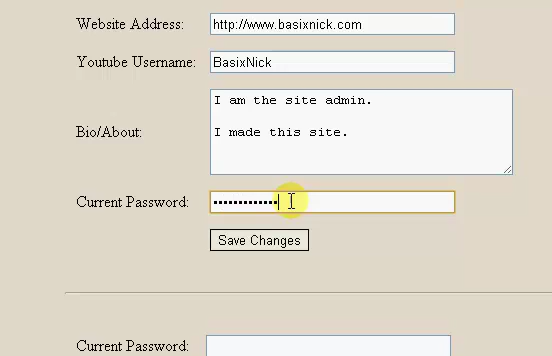 Website Address: http://www.basixnick.com
Youtube Username: BasixNick
I am the site admin.
Bio/About: I made this site.
Current Password: ••••••••••••••
Save Changes
Current Password: